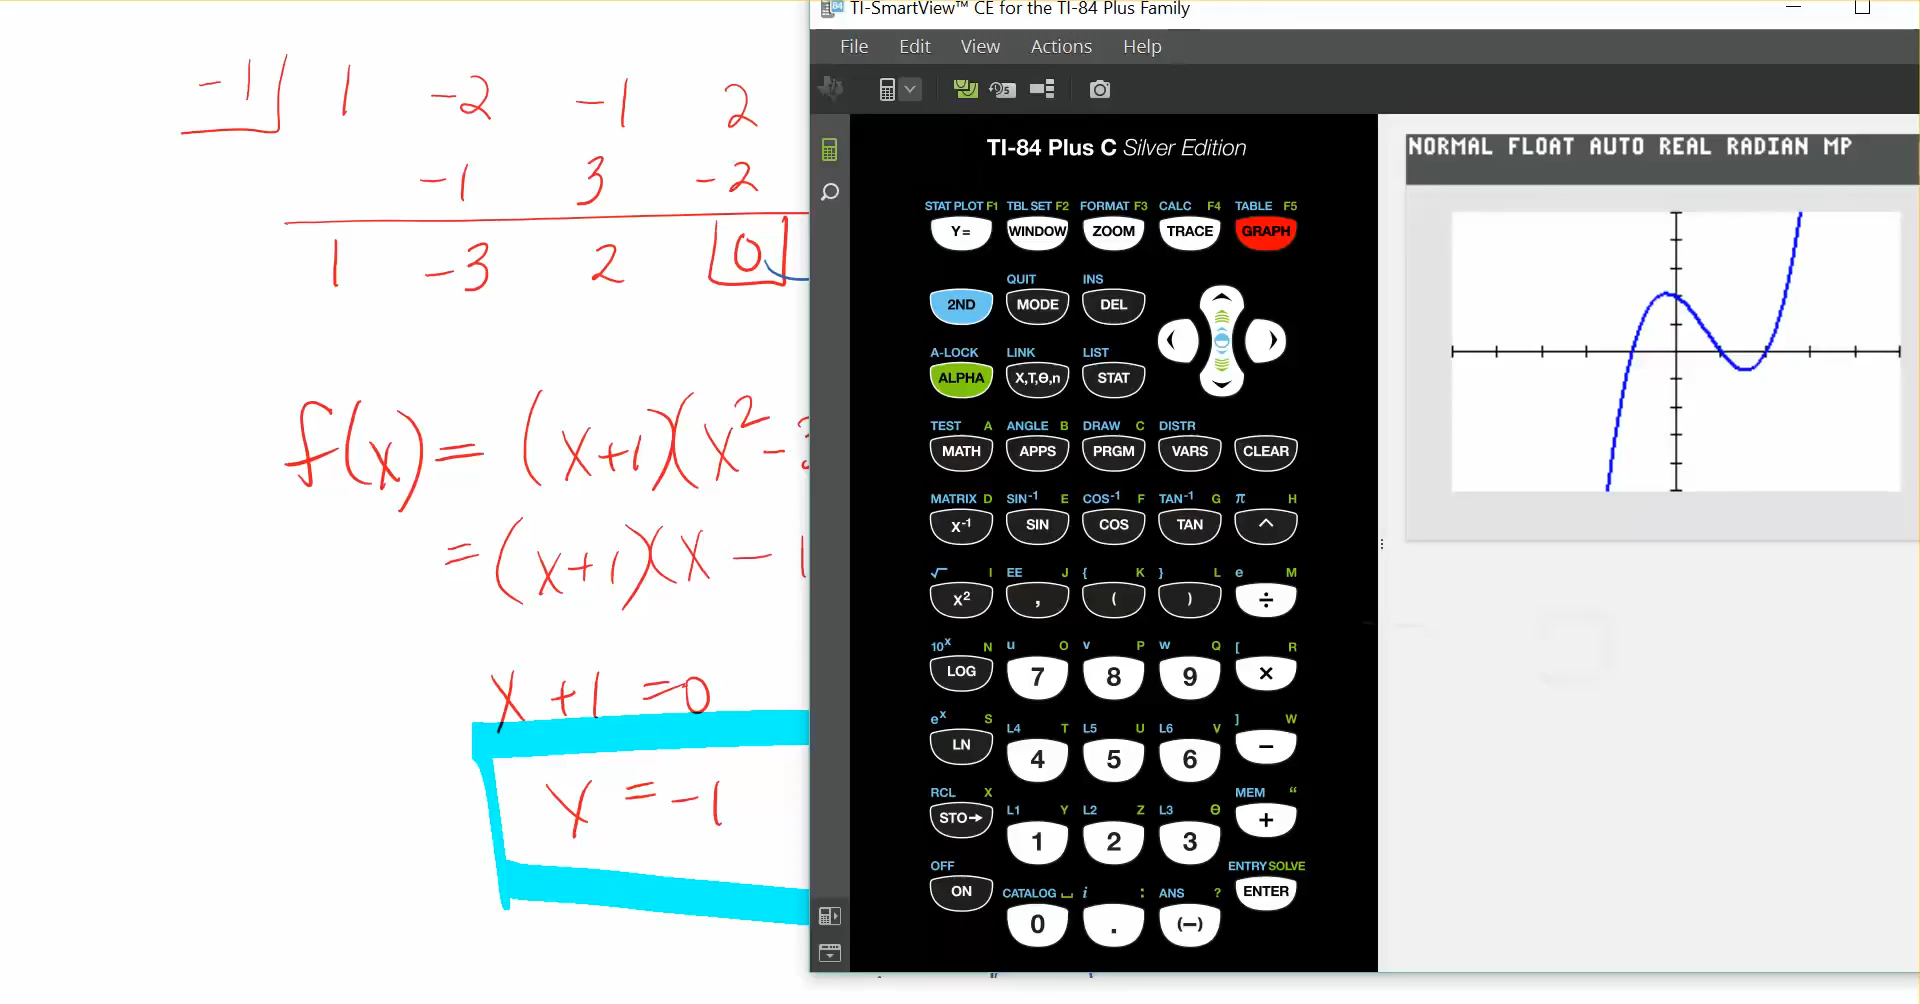 TI-SmartView™ CE for the TI-84 Plus Family
File Edit View Actions Help
-1 1 -2 -1 2
-1 3 -2
1 -3 2 0
f(x) = (x+1)(x² -
= (x+1)(x - 1
x + 1 = 0
x = -1
TI-84 Plus C Silver Edition
STAT PLOT F1 TBL SET F2 FORMAT F3 CALC F4 TABLE F5
Y= WINDOW ZOOM TRACE GRAPH
QUIT INS
2ND MODE DEL
A-LOCK LINK LIST
ALPHA X,T,Θ,n STAT
TEST A ANGLE B DRAW C DISTR
MATH APPS PRGM VARS CLEAR
MATRIX D SIN⁻¹ E COS⁻¹ F TAN⁻¹ G π H
x⁻¹ SIN COS TAN ^
√ I EE J { K } L e M
x² , ( ) ÷
10ˣ N u O v P w Q [ R
LOG 7 8 9 ×
eˣ S L4 T L5 U L6 V ] W
LN 4 5 6 −
RCL X L1 Y L2 Z L3 Θ MEM “
STO→ 1 2 3 +
OFF CATALOG ⎵ i : ANS ? ENTRY SOLVE
ON 0 . (−) ENTER
NORMAL FLOAT AUTO REAL RADIAN MP